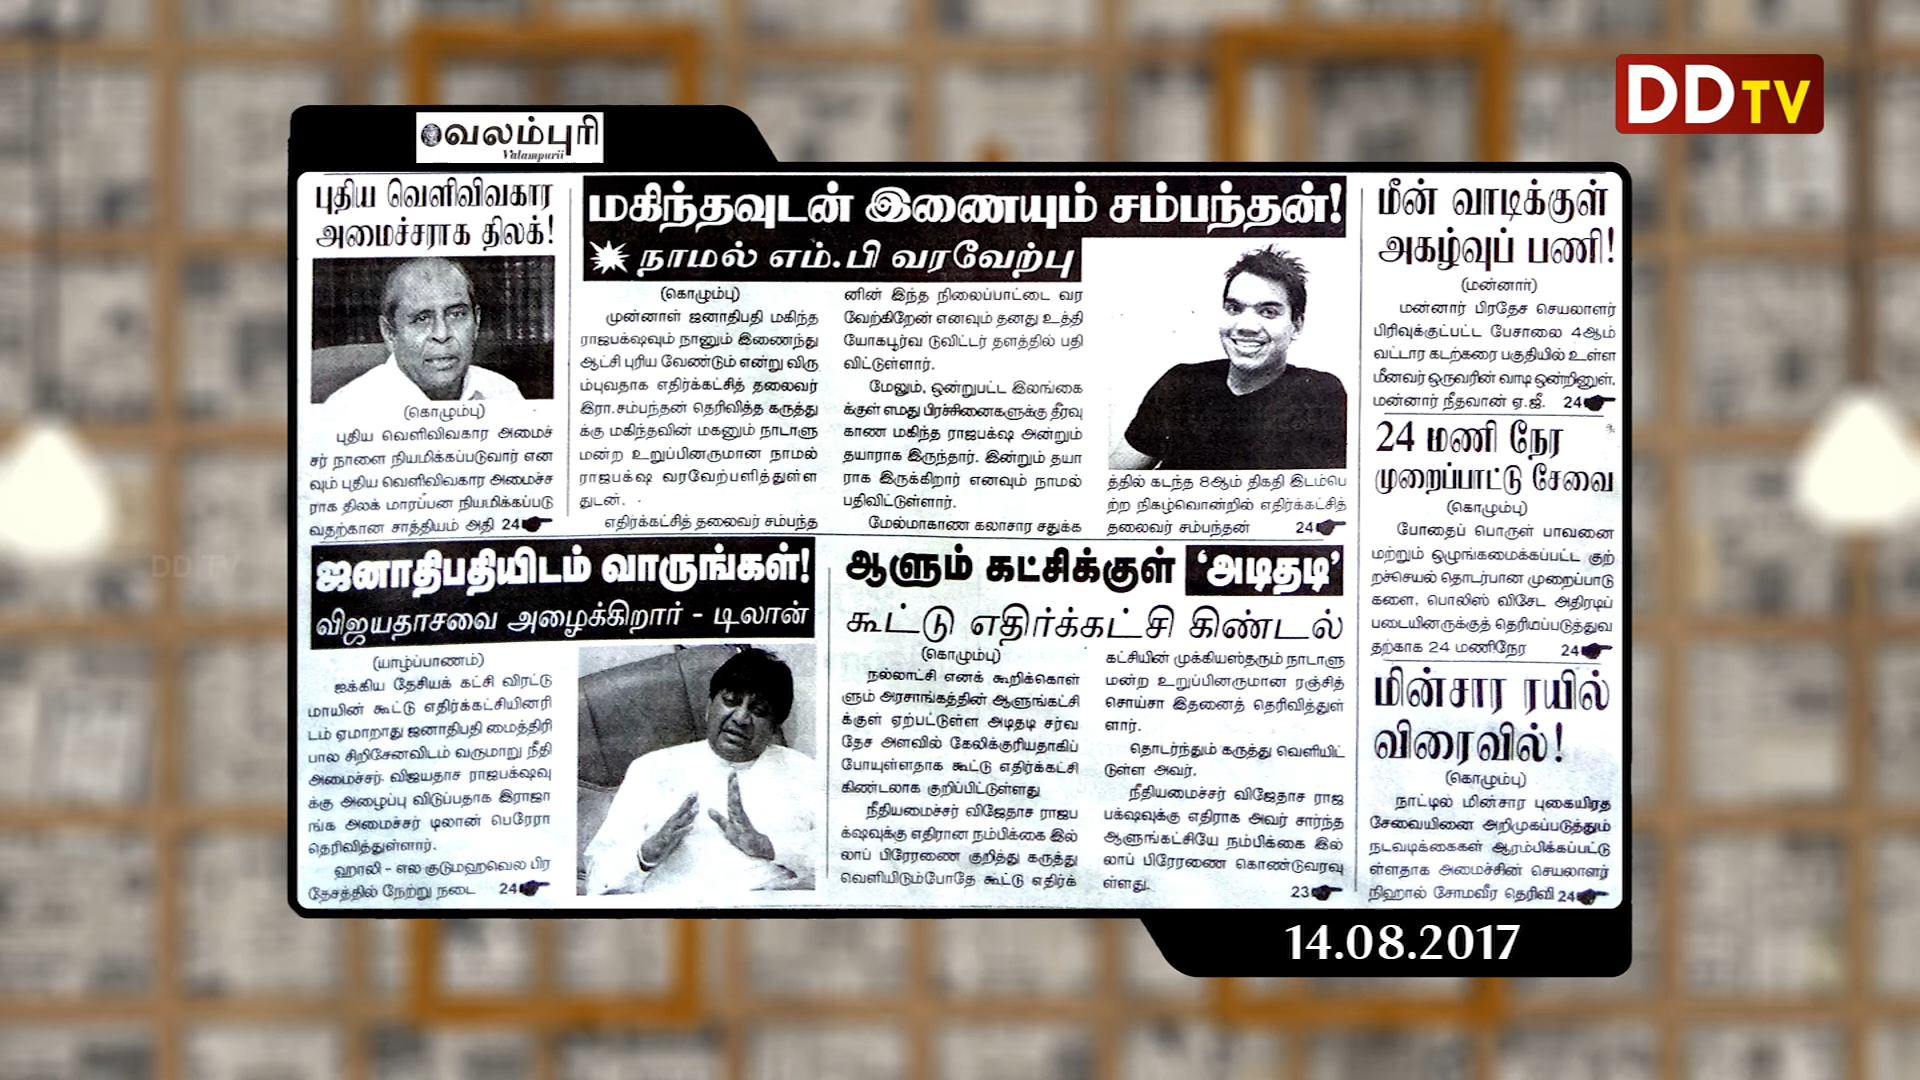 DD TV
வலம்புரி
Valampurii
புதிய வெளிவிவகார
அமைச்சராக திலக்!
(கொழும்பு)
புதிய வெளிவிவகார அமைச்
சர் நாளை நியமிக்கப்படுவார் என
வும் புதிய வெளிவிவகார அமைச்ச
ராக திலக் மாரப்பன நியமிக்கப்படு
வதற்கான சாத்தியம் அதி 24
மகிந்தவுடன் இணையும் சம்பந்தன்!
நாமல் எம்.பி வரவேற்பு
(கொழும்பு)
முன்னாள் ஜனாதிபதி மகிந்த
ராஜபக்ஷவும் நானும் இணைந்து
ஆட்சி புரிய வேண்டும் என்று விரு
ம்புவதாக எதிர்க்கட்சித் தலைவர்
இரா.சம்பந்தன் தெரிவித்த கருத்து
க்கு மகிந்தவின் மகனும் நாடாளு
மன்ற உறுப்பினருமான நாமல்
ராஜபக்ஷ வரவேற்பளித்துள்ள
துடன்.
எதிர்க்கட்சித் தலைவர் சம்பந்த
னின் இந்த நிலைப்பாட்டை வர
வேற்கிறேன் எனவும் தனது உத்தி
யோகபூர்வ டுவிட்டர் தளத்தில் பதி
விட்டுள்ளார்.
மேலும், ஒன்றுபட்ட இலங்கை
க்குள் எமது பிரச்சினைகளுக்கு தீர்வு
காண மகிந்த ராஜபக்ஷ அன்றும்
தயாராக இருந்தார். இன்றும் தயா
ராக இருக்கிறார் எனவும் நாமல்
பதிவிட்டுள்ளார்.
மேல்மாகாண கலாசார சதுக்க
த்தில் கடந்த 8ஆம் திகதி இடம்பெ
ற்ற நிகழ்வொன்றில் எதிர்க்கட்சித்
தலைவர் சம்பந்தன் 24
மீன் வாடிக்குள்
அகழ்வுப் பணி!
(மன்னார்)
மன்னார் பிரதேச செயலாளர்
பிரிவுக்குட்பட்ட பேசாலை 4ஆம்
வட்டார கடற்கரை பகுதியில் உள்ள
மீனவர் ஒருவரின் வாடி ஒன்றினுள்,
மன்னார் நீதவான் ஏ.ஜீ. 24
24 மணி நேர
முறைப்பாட்டு சேவை
(கொழும்பு)
போதைப் பொருள் பாவனை
மற்றும் ஒழுங்கமைக்கப்பட்ட குற்
றச்செயல் தொடர்பான முறைப்பாடு
களை, பொலிஸ் விசேட அதிரடிப்
படையினருக்குத் தெரியப்படுத்துவ
தற்காக 24 மணிநேர 24
மின்சார ரயில்
விரைவில்!
(கொழும்பு)
நாட்டில் மின்சார புகையிரத
சேவையினை அறிமுகப்படுத்தும்
நடவடிக்கைகள் ஆரம்பிக்கப்பட்டு
ள்ளதாக அமைச்சின் செயலாளர்
நிஹால் சோமவீர தெரிவி 24
ஜனாதிபதியிடம் வாருங்கள்!
விஜயதாசவை அழைக்கிறார் - டிலான்
(யாழ்ப்பாணம்)
ஐக்கிய தேசியக் கட்சி விரட்டு
மாயின் கூட்டு எதிர்க்கட்சியினரி
டம் ஏமாறாது ஜனாதிபதி மைத்திரி
பால சிறிசேனவிடம் வருமாறு நீதி
அமைச்சர் விஜயதாச ராஜபக்ஷவு
க்கு அழைப்பு விடுப்பதாக இராஜா
ங்க அமைச்சர் டிலான் பெரேரா
தெரிவித்துள்ளார்.
ஹாலி - எல குடுமஹவெல பிர
தேசத்தில் நேற்று நடை 24
ஆளும் கட்சிக்குள் 'அடிதடி'
கூட்டு எதிர்க்கட்சி கிண்டல்
(கொழும்பு)
நல்லாட்சி எனக் கூறிக்கொள்
ளும் அரசாங்கத்தின் ஆளுங்கட்சி
க்குள் ஏற்பட்டுள்ள அடிதடி சர்வ
தேச அளவில் கேலிக்குரியதாகிப்
போயுள்ளதாக கூட்டு எதிர்க்கட்சி
கிண்டலாக குறிப்பிட்டுள்ளது
நீதியமைச்சர் விஜேதாச ராஜப
க்ஷவுக்கு எதிரான நம்பிக்கை இல்
லாப் பிரேரணை குறித்து கருத்து
வெளியிடும்போதே கூட்டு எதிர்க்
கட்சியின் முக்கியஸ்தரும் நாடாளு
மன்ற உறுப்பினருமான ரஞ்சித்
சொய்சா இதனைத் தெரிவித்துள்
ளார்.
தொடர்ந்தும் கருத்து வெளியிட்
டுள்ள அவர்.
நீதியமைச்சர் விஜேதாச ராஜ
பக்ஷவுக்கு எதிராக அவர் சார்ந்த
ஆளுங்கட்சியே நம்பிக்கை இல்
லாப் பிரேரணை கொண்டுவரவு
ள்ளது.
23
14.08.2017
DD TV